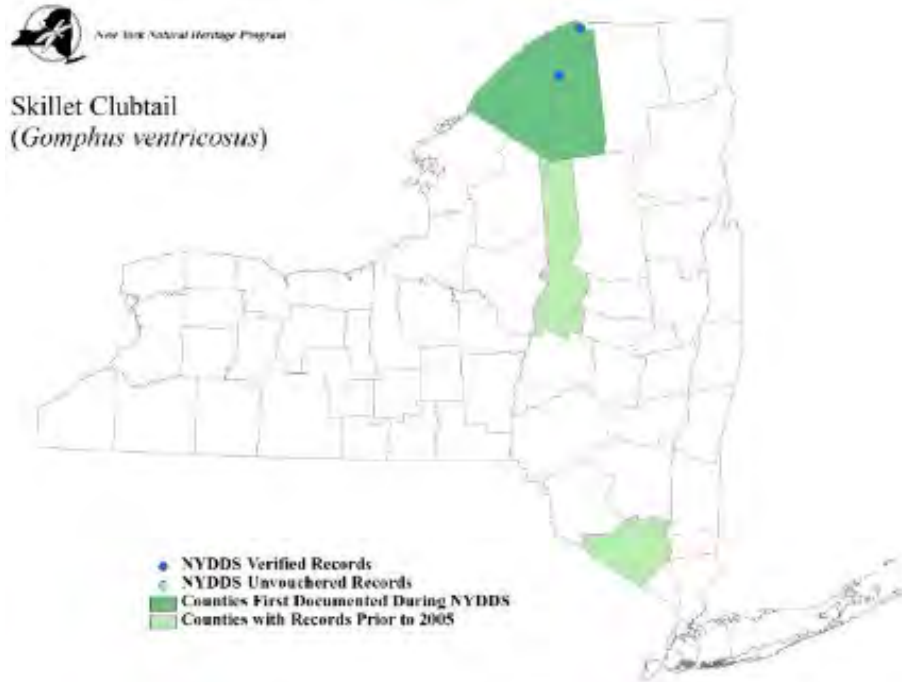 New York Natural Heritage Program
Skillet Clubtail
(Gomphus ventricosus)
NYDDS Verified Records
NYDDS Unvouchered Records
Counties First Documented During NYDDS
Counties with Records Prior to 2005